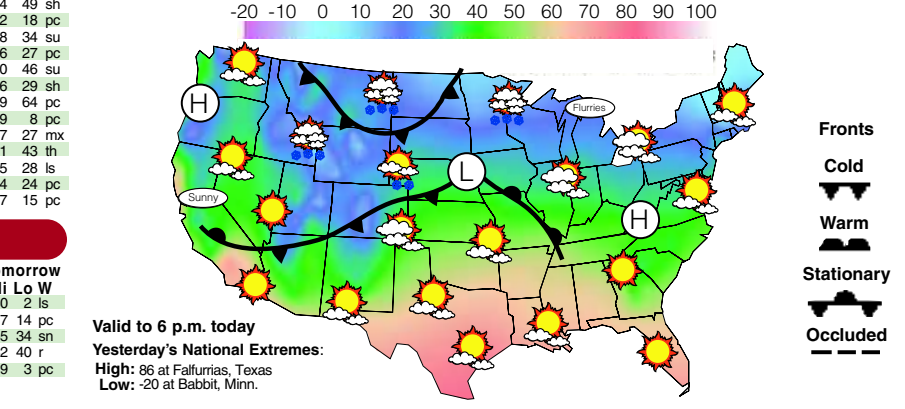 -20 -10 0 10 20 30 40 50 60 70 80 90 100
4 49 sh
2 18 pc
8 34 su
6 27 pc
0 46 su
6 29 sh
9 64 pc
9 8 pc
7 27 mx
1 43 th
5 28 ls
4 24 pc
7 15 pc
omorrow
Hi Lo W
0 2 ls
7 14 pc
5 34 sn
2 40 r
9 3 pc
H
Flurries
L
Sunny
H
Valid to 6 p.m. today
Yesterday's National Extremes:
High: 86 at Falfurrias, Texas
Low: -20 at Babbit, Minn.
Fronts
Cold
Warm
Stationary
Occluded